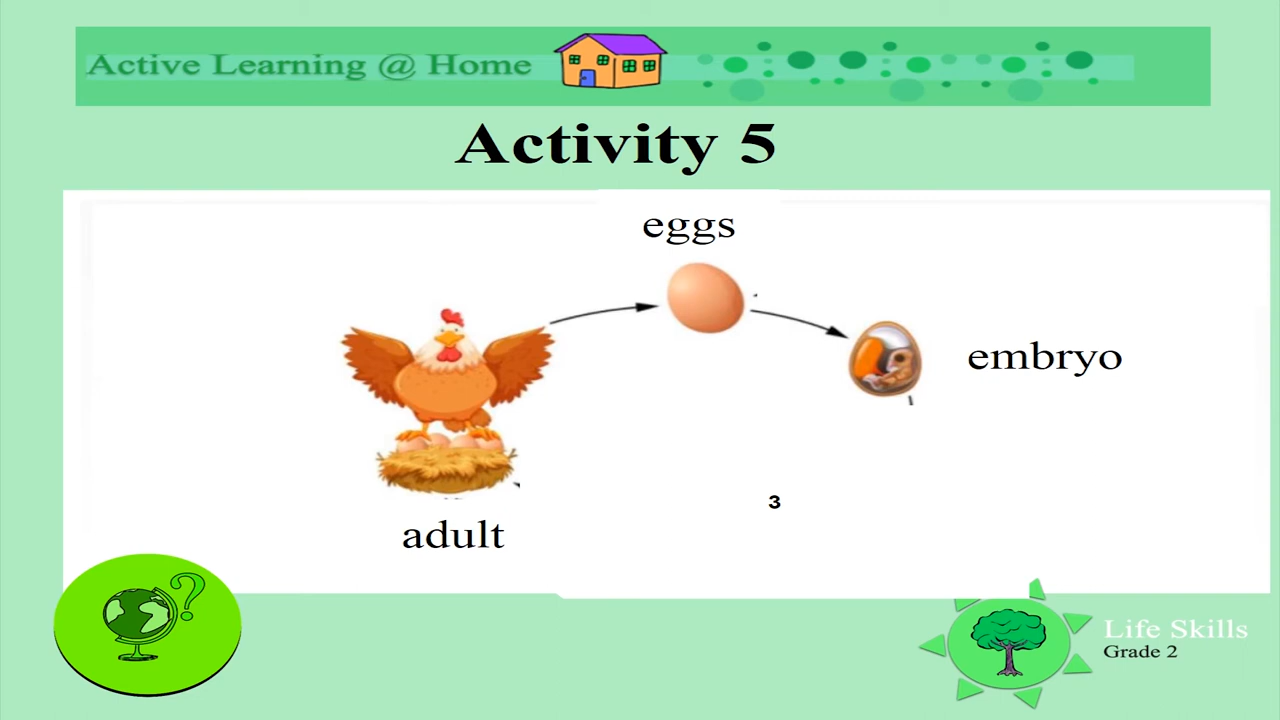 Active Learning @ Home
Activity 5
eggs
embryo
3
adult
?
Life Skills
Grade 2